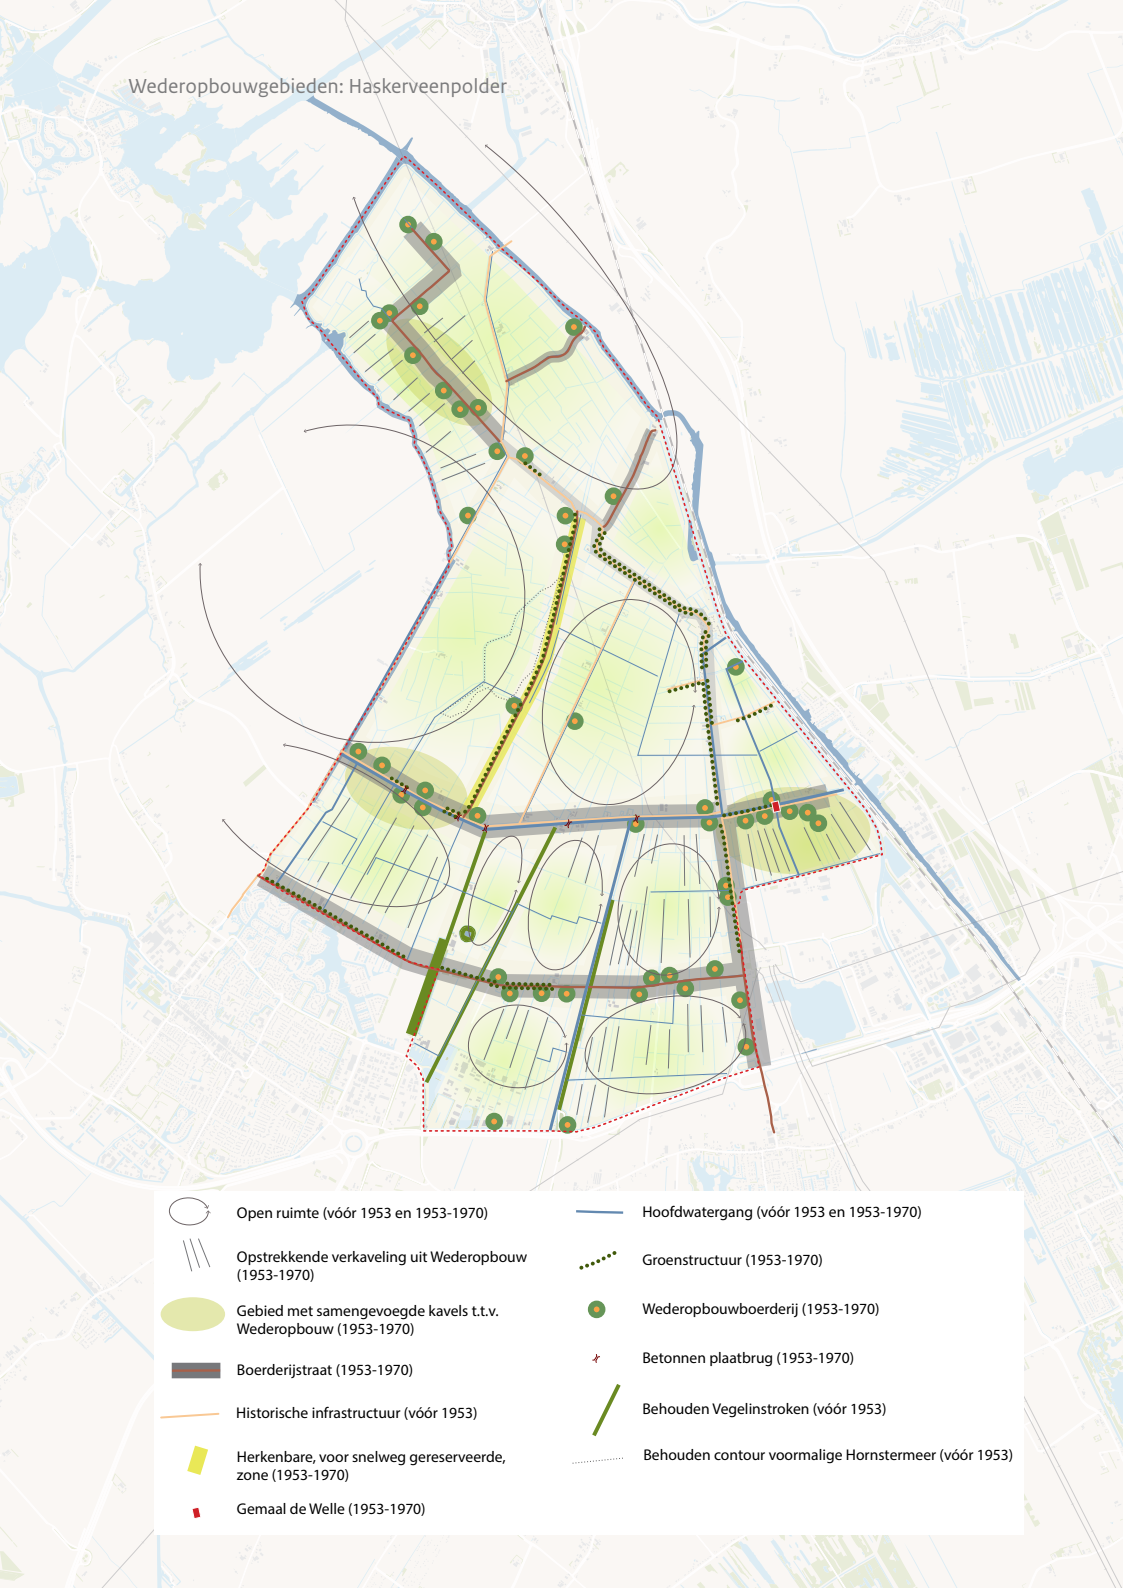 Wederopbouwgebieden: Haskerveenpolder
Open ruimte (vóór 1953 en 1953-1970)
Opstrekkende verkaveling uit Wederopbouw
(1953-1970)
Gebied met samengevoegde kavels t.t.v.
Wederopbouw (1953-1970)
Boerderijstraat (1953-1970)
Historische infrastructuur (vóór 1953)
Herkenbare, voor snelweg gereserveerde,
zone (1953-1970)
Gemaal de Welle (1953-1970)
Hoofdwatergang (vóór 1953 en 1953-1970)
Groenstructuur (1953-1970)
Wederopbouwboerderij (1953-1970)
Betonnen plaatbrug (1953-1970)
Behouden Vegelinstroken (vóór 1953)
Behouden contour voormalige Hornstermeer (vóór 1953)